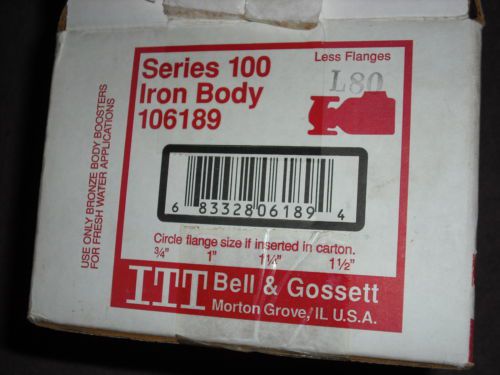 Less Flanges
L80
Series 100
Iron Body
106189
USE ONLY BRONZE BODY BOOSTERS
FOR FRESH WATER APPLICATIONS
6 83328 06189 4
Circle flange size if inserted in carton.
¾" 1" 1¼" 1½"
ITT Bell & Gossett
Morton Grove, IL U.S.A.